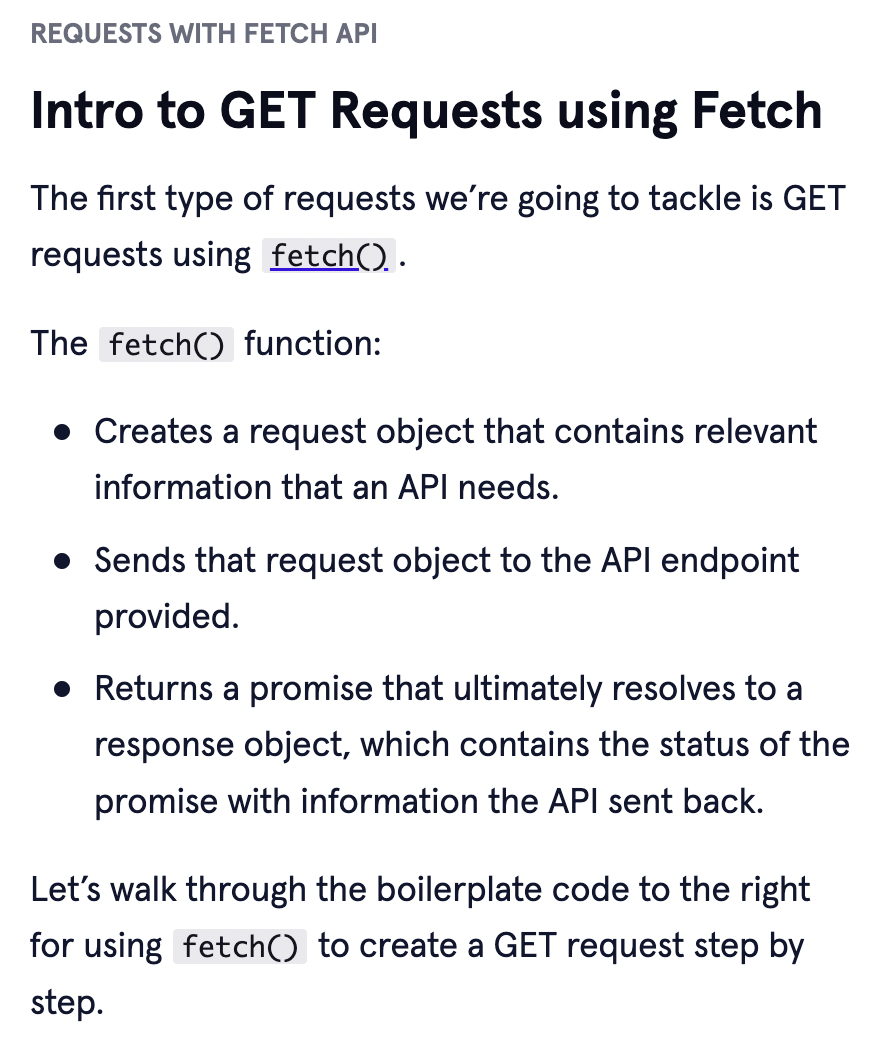 REQUESTS WITH FETCH API
Intro to GET Requests using Fetch
The first type of requests we’re going to tackle is GET
requests using fetch().
The fetch() function:
● Creates a request object that contains relevant
information that an API needs.
● Sends that request object to the API endpoint
provided.
● Returns a promise that ultimately resolves to a
response object, which contains the status of the
promise with information the API sent back.
Let’s walk through the boilerplate code to the right
for using fetch() to create a GET request step by
step.